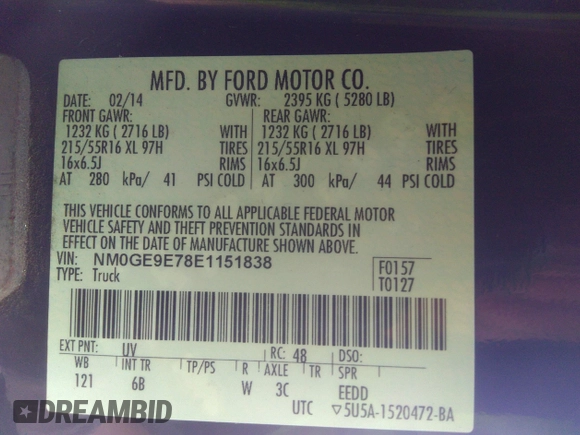 MFD. BY FORD MOTOR CO.
DATE: 02/14 GVWR: 2395 KG ( 5280 LB)
FRONT GAWR: REAR GAWR:
1232 KG ( 2716 LB) WITH 1232 KG ( 2716 LB) WITH
215/55R16 XL 97H TIRES 215/55R16 XL 97H TIRES
16x6.5J RIMS 16x6.5J RIMS
AT 280 kPa/ 41 PSI COLD AT 300 kPa/ 44 PSI COLD
THIS VEHICLE CONFORMS TO ALL APPLICABLE FEDERAL MOTOR
VEHICLE SAFETY AND THEFT PREVENTION STANDARDS IN
EFFECT ON THE DATE OF MANUFACTURE SHOWN ABOVE.
VIN: NM0GE9E78E1151838 F0157
TYPE: Truck T0127
EXT PNT: UV RC: 48 DSO:
WB INT TR TP/PS R AXLE TR SPR
121 6B W 3C EEDD
UTC ▽5U5A-1520472-BA
DREAMBID